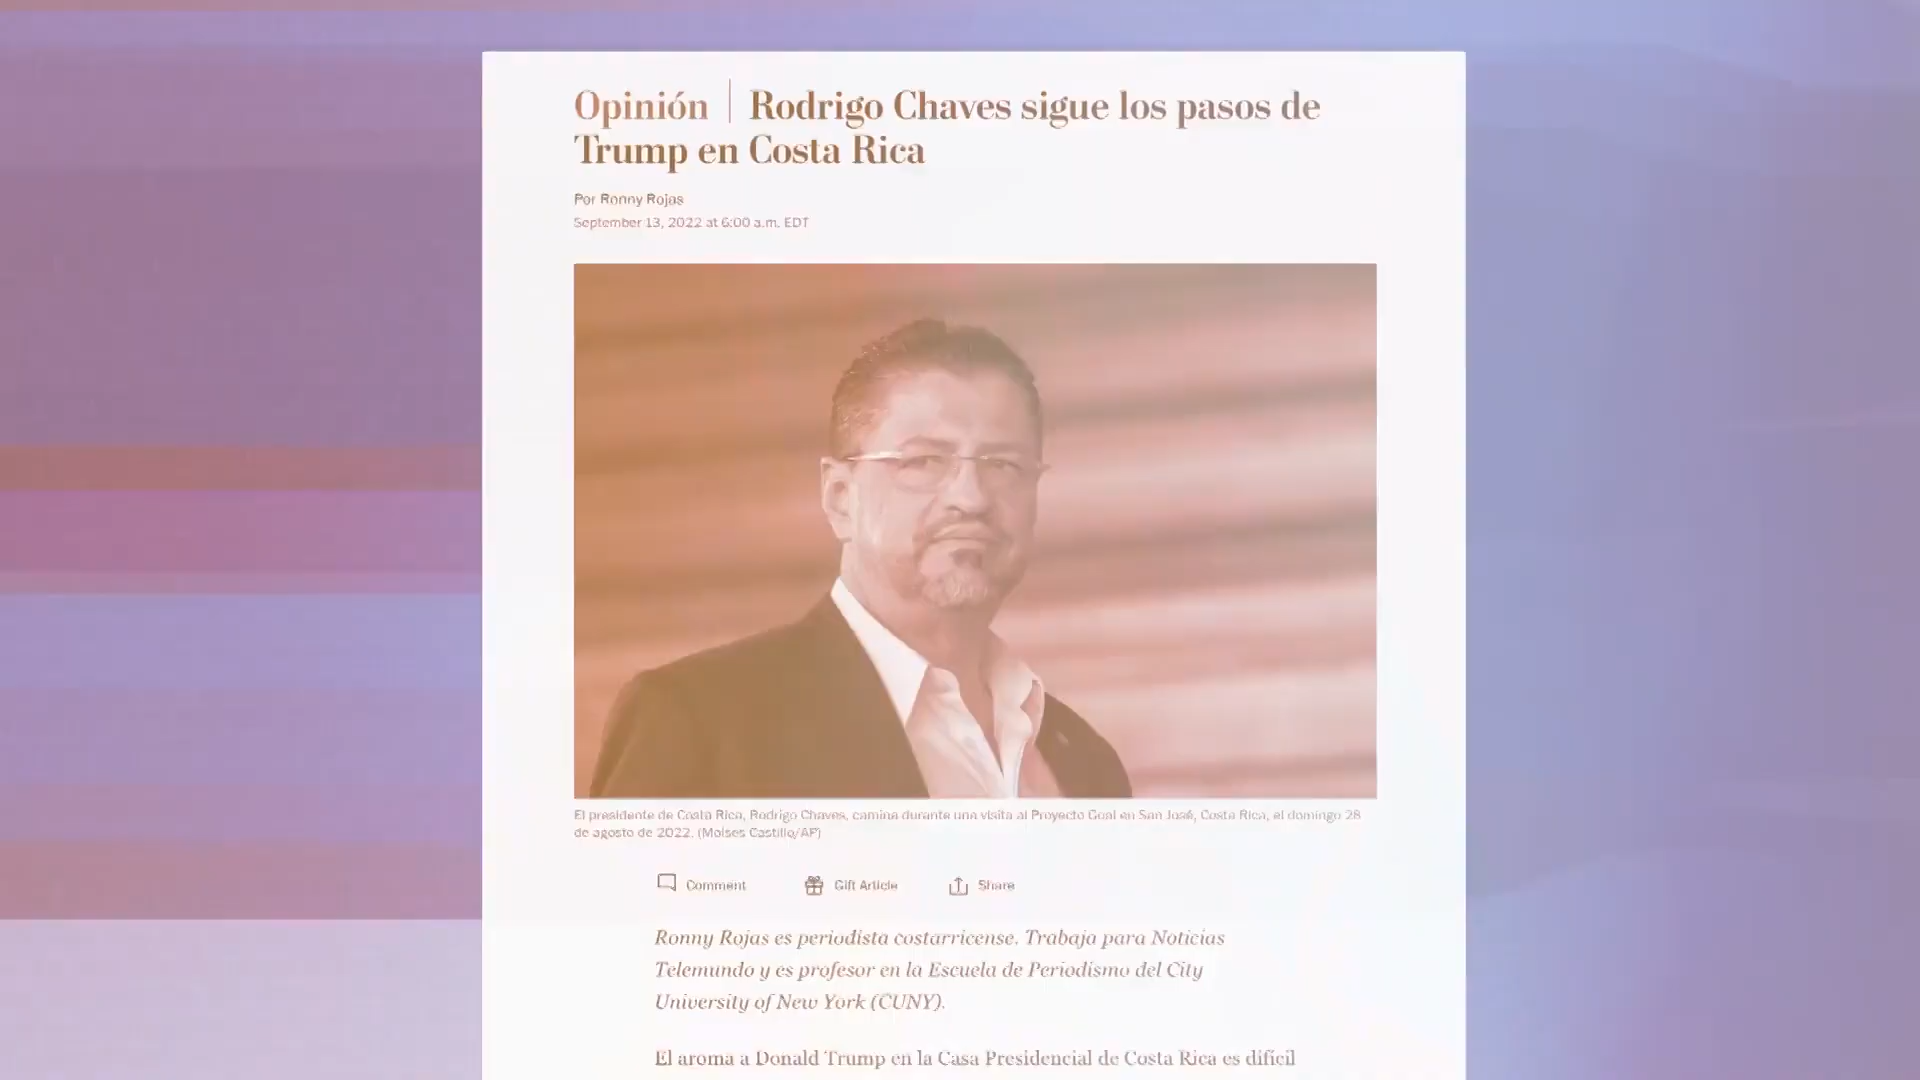 Opinión | Rodrigo Chaves sigue los pasos de
Trump en Costa Rica
Por Ronny Rojas
September 13, 2022 at 6:00 a.m. EDT
El presidente de Costa Rica, Rodrigo Chaves, camina durante una visita al Proyecto Goal en San José, Costa Rica, el domingo 28
de agosto de 2022. (Moises Castillo/AP)
Comment
Gift Article
Share
Ronny Rojas es periodista costarricense. Trabaja para Noticias
Telemundo y es profesor en la Escuela de Periodismo del City
University of New York (CUNY).
El aroma a Donald Trump en la Casa Presidencial de Costa Rica es difícil